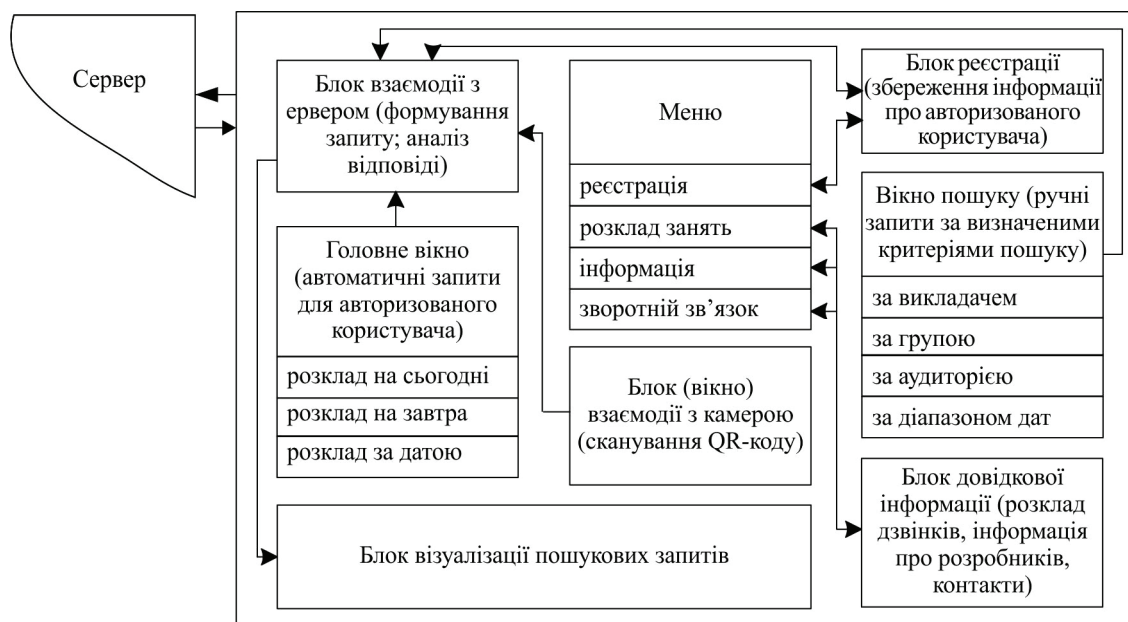 Сервер
Блок взаємодії з
ервером (формування
запиту; аналіз
відповіді)
Головне вікно
(автоматичні запити
для авторизованого
користувача)
розклад на сьогодні
розклад на завтра
розклад за датою
Меню
реєстрація
розклад занять
інформація
зворотній зв’язок
Блок (вікно)
взаємодії з камерою
(сканування QR-коду)
Блок реєстрації
(збереження інформації
про авторизованого
користувача)
Вікно пошуку (ручні
запити за визначеними
критеріями пошуку)
за викладачем
за групою
за аудиторією
за діапазоном дат
Блок довідкової
інформації (розклад
дзвінків, інформація
про розробників,
контакти)
Блок візуалізації пошукових запитів